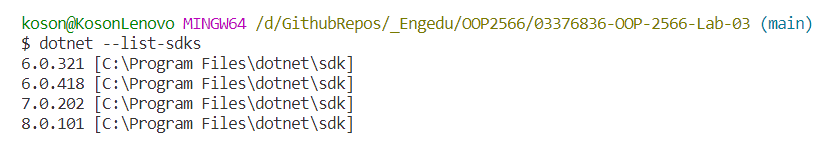 koson@KosonLenovo MINGW64 /d/GithubRepos/_Engedu/OOP2566/03376836-OOP-2566-Lab-03 (main)
$ dotnet --list-sdks
6.0.321 [C:\Program Files\dotnet\sdk]
6.0.418 [C:\Program Files\dotnet\sdk]
7.0.202 [C:\Program Files\dotnet\sdk]
8.0.101 [C:\Program Files\dotnet\sdk]